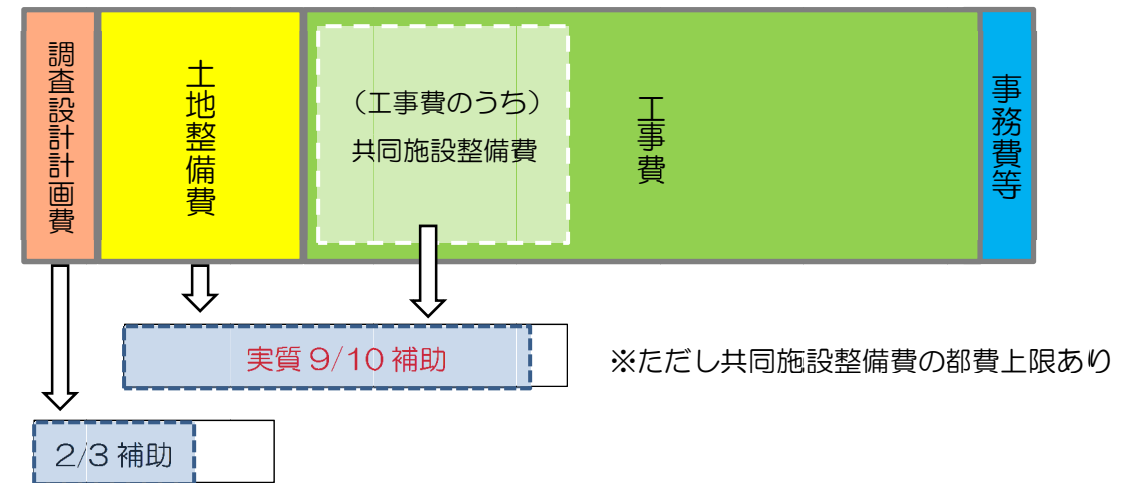 調査設計計画費
土地整備費
（工事費のうち）
共同施設整備費
工事費
事務費等
実質 9/10 補助
※ただし共同施設整備費の都費上限あり
2/3 補助